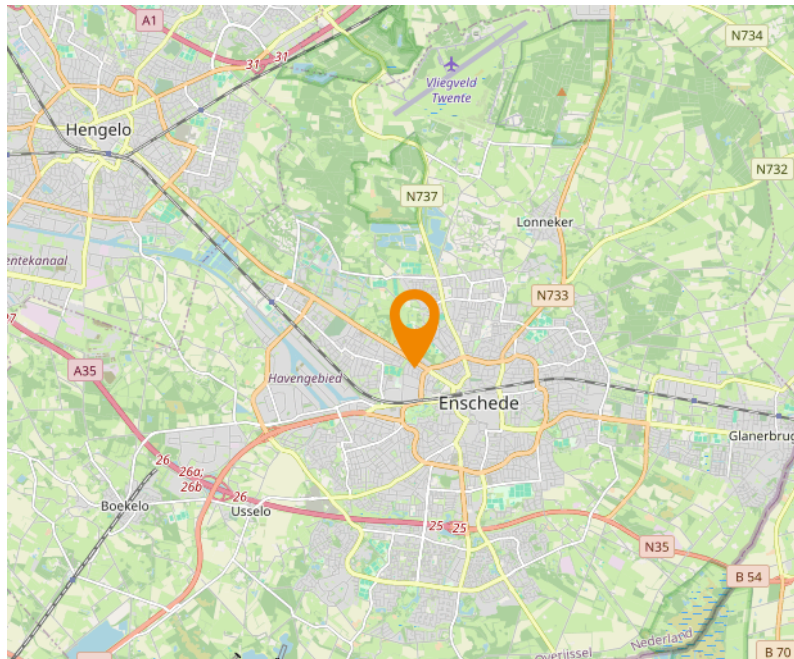 A1
N734
31
31
Vliegveld
Twente
Hengelo
N732
N737
Lonneker
entekanaal
N733
27
A35
Havengebied
Enschede
Glanerbrug
26
26a;
26b
26
Boekelo
Usselo
25
25
N35
B 54
Nederland
Overijssel
B 70